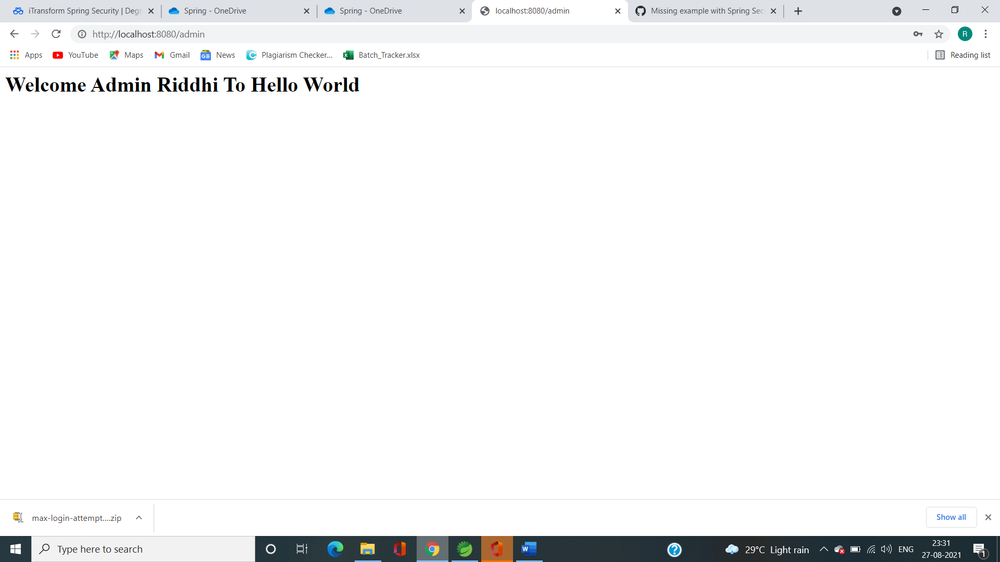 iTransform Spring Security | Degr
Spring - OneDrive
Spring - OneDrive
localhost:8080/admin
Missing example with Spring Sec
http://localhost:8080/admin
R
Apps
YouTube
Maps
Gmail
News
Plagiarism Checker...
Batch_Tracker.xlsx
Reading list
Welcome Admin Riddhi To Hello World
max-login-attempt....zip
Show all
Type here to search
29°C Light rain
ENG
23:31
27-08-2021
1